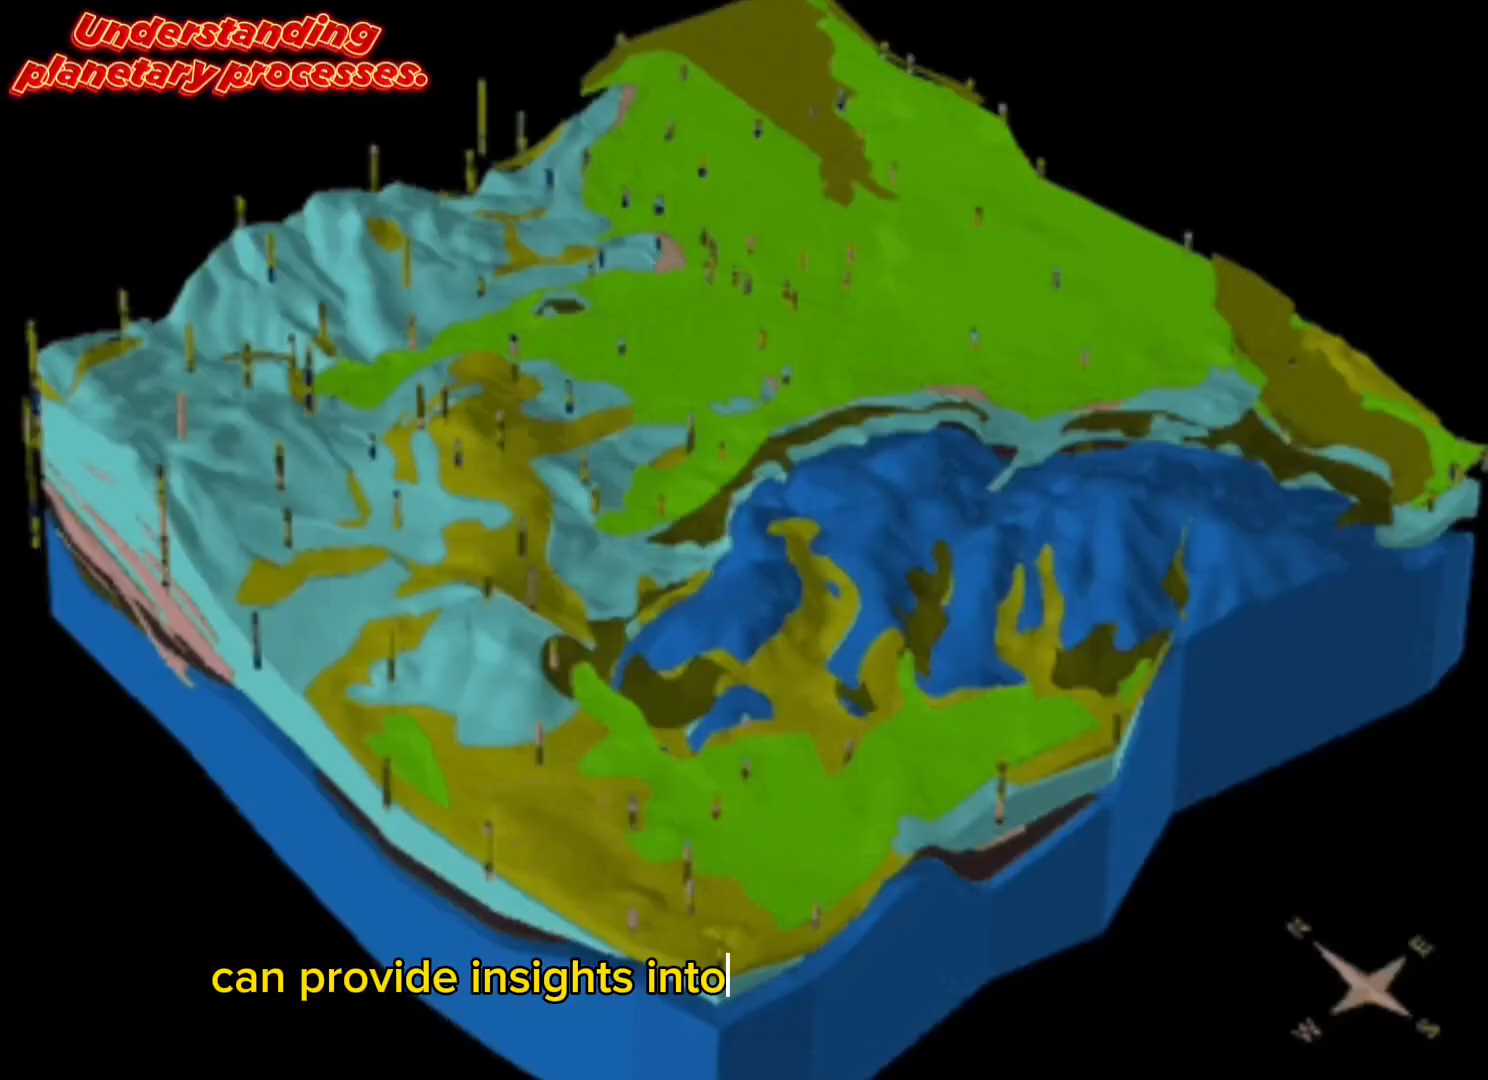 Understanding
planetary processes.
can provide insights into
N
E
W
S